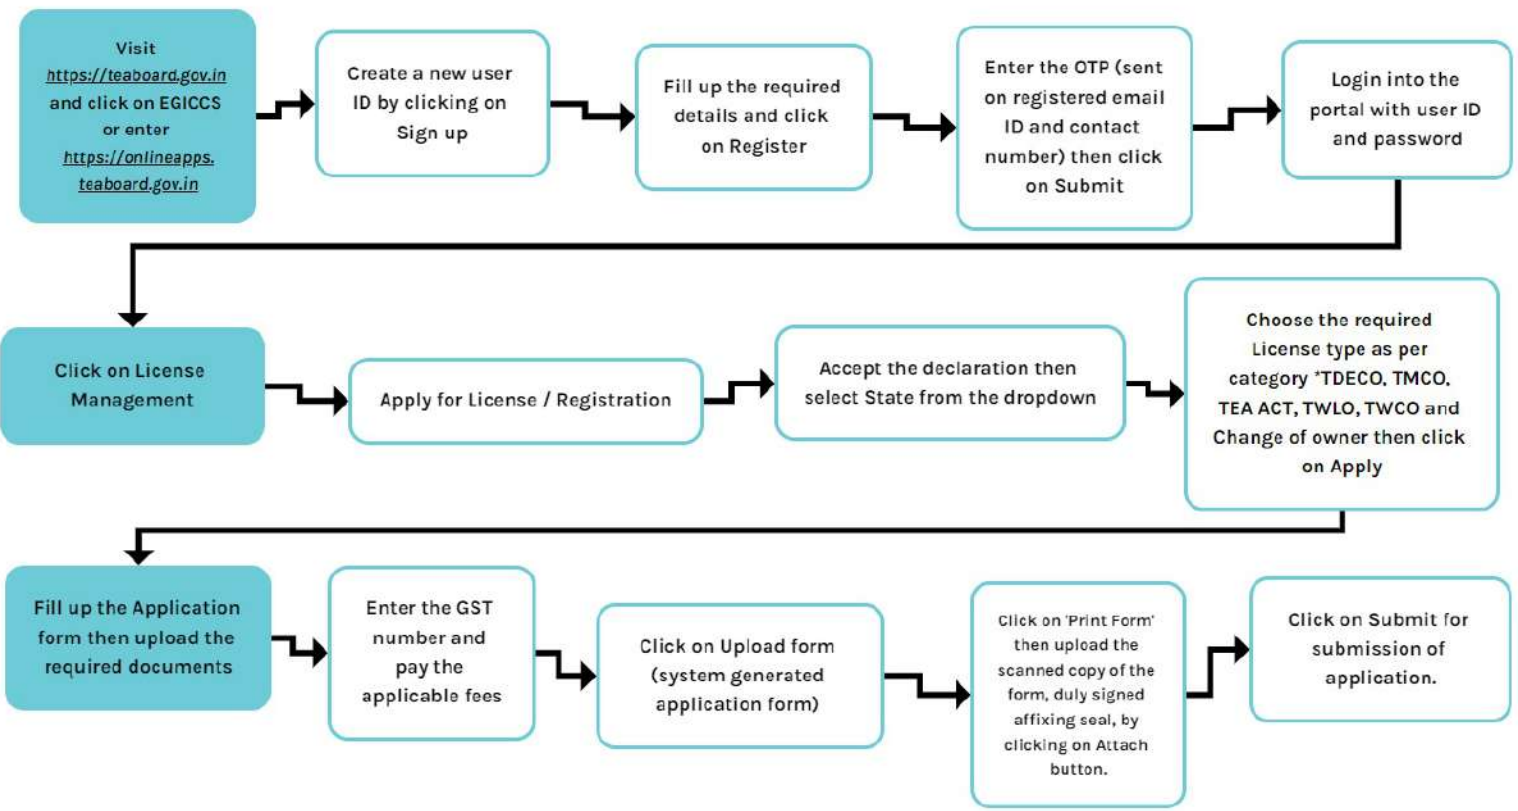 Visit
https://teaboard.gov.in
and click on EGICCS
or enter
https://onlineapps.
teaboard.gov.in
Create a new user
ID by clicking on
Sign up
Fill up the required
details and click
on Register
Enter the OTP (sent
on registered email
ID and contact
number) then click
on Submit
Login into the
portal with user ID
and password
Click on License
Management
Apply for License / Registration
Accept the declaration then
select State from the dropdown
Choose the required
License type as per
category *TDECO, TMCO,
TEA ACT, TWLO, TWCO and
Change of owner then click
on Apply
Fill up the Application
form then upload the
required documents
Enter the GST
number and
pay the
applicable fees
Click on Upload form
(system generated
application form)
Click on 'Print Form'
then upload the
scanned copy of the
form, duly signed
affixing seal, by
clicking on Attach
button.
Click on Submit for
submission of
application.